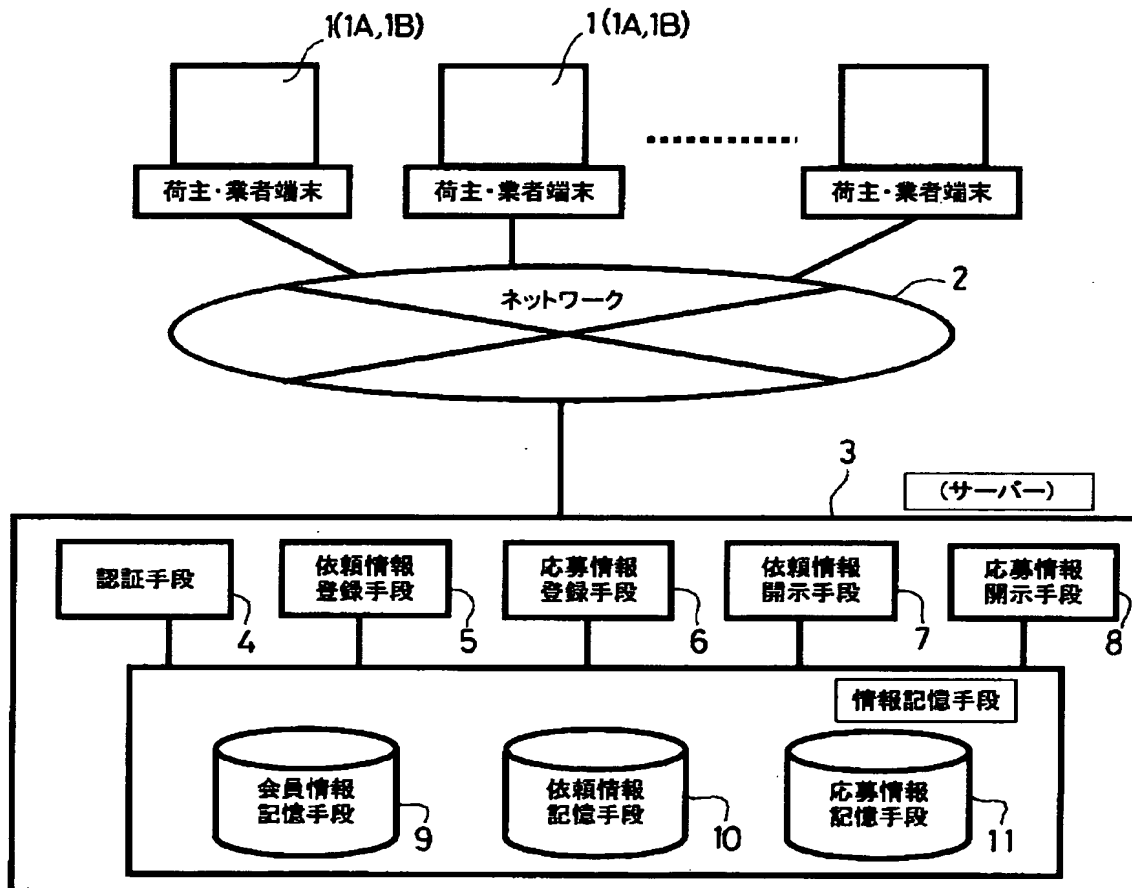 1(1A,1B)
1(1A,1B)
荷主・業者端末
荷主・業者端末
荷主・業者端末
ネットワーク
2
3
(サーバー)
認証手段
4
依頼情報
登録手段
5
応募情報
登録手段
6
依頼情報
開示手段
7
応募情報
開示手段
8
情報記憶手段
会員情報
記憶手段
9
依頼情報
記憶手段
10
応募情報
記憶手段
11